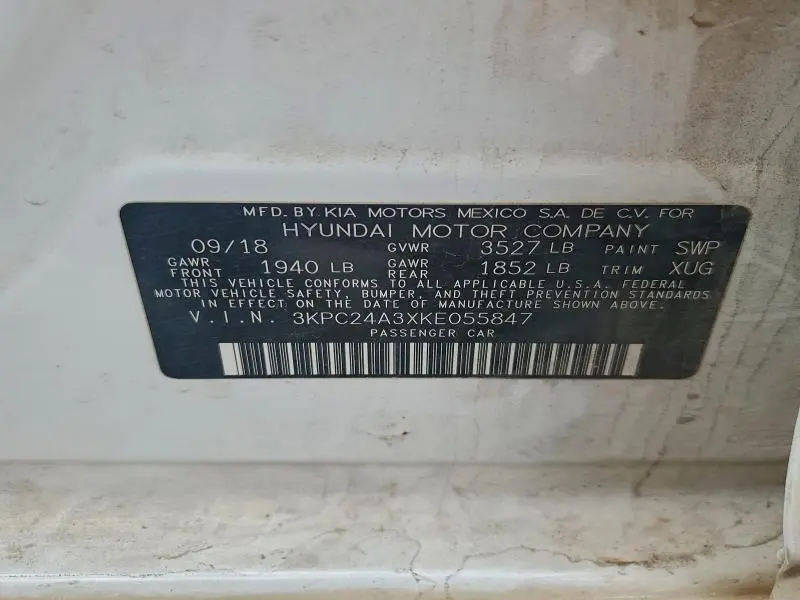 MFD. BY KIA MOTORS MEXICO S.A. DE C.V. FOR
HYUNDAI MOTOR COMPANY
09/18 GVWR 3527 LB PAINT SWP
GAWR FRONT 1940 LB GAWR REAR 1852 LB TRIM XUG
THIS VEHICLE CONFORMS TO ALL APPLICABLE U.S.A. FEDERAL
MOTOR VEHICLE SAFETY, BUMPER, AND THEFT PREVENTION STANDARDS
IN EFFECT ON THE DATE OF MANUFACTURE SHOWN ABOVE.
V.I.N. 3KPC24A3XKE055847
PASSENGER CAR